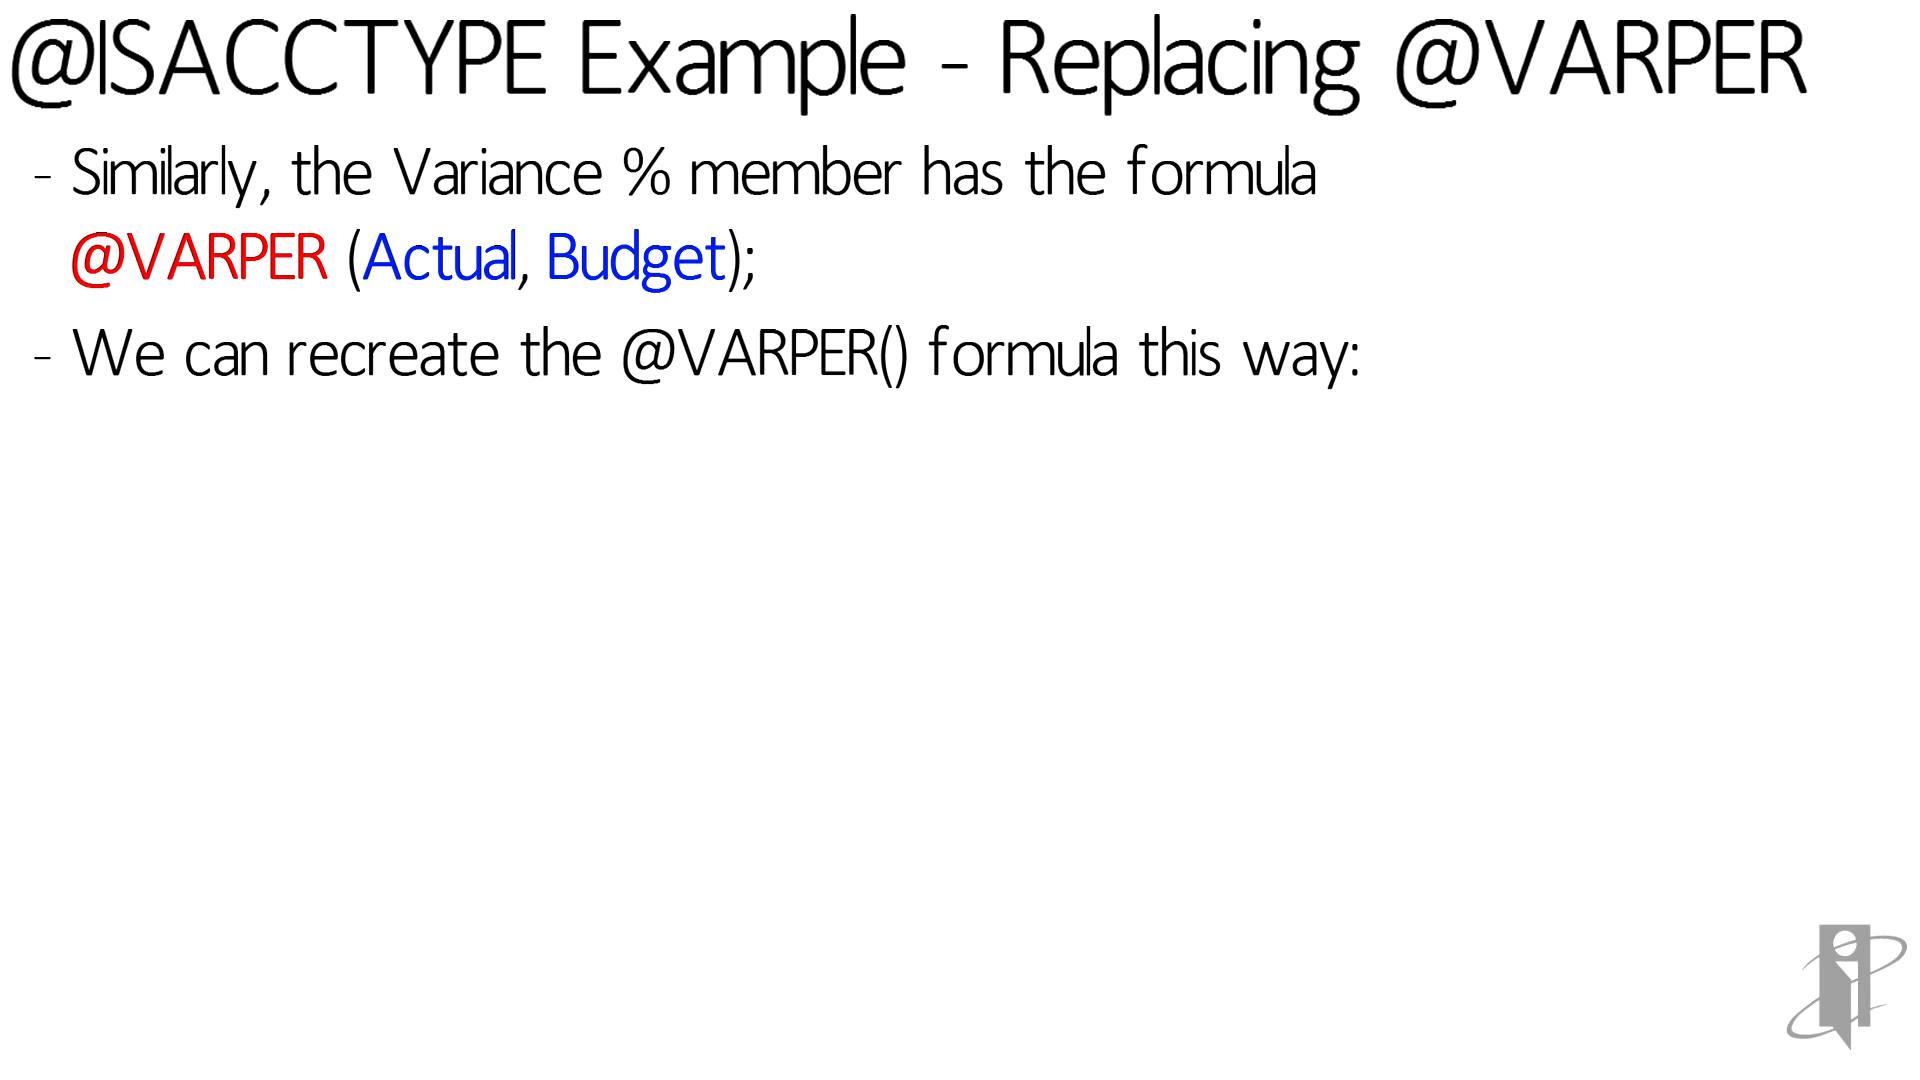 @ISACCTYPE Example - Replacing @VARPER
- Similarly, the Variance % member has the formula
@VARPER (Actual, Budget);
- We can recreate the @VARPER() formula this way: